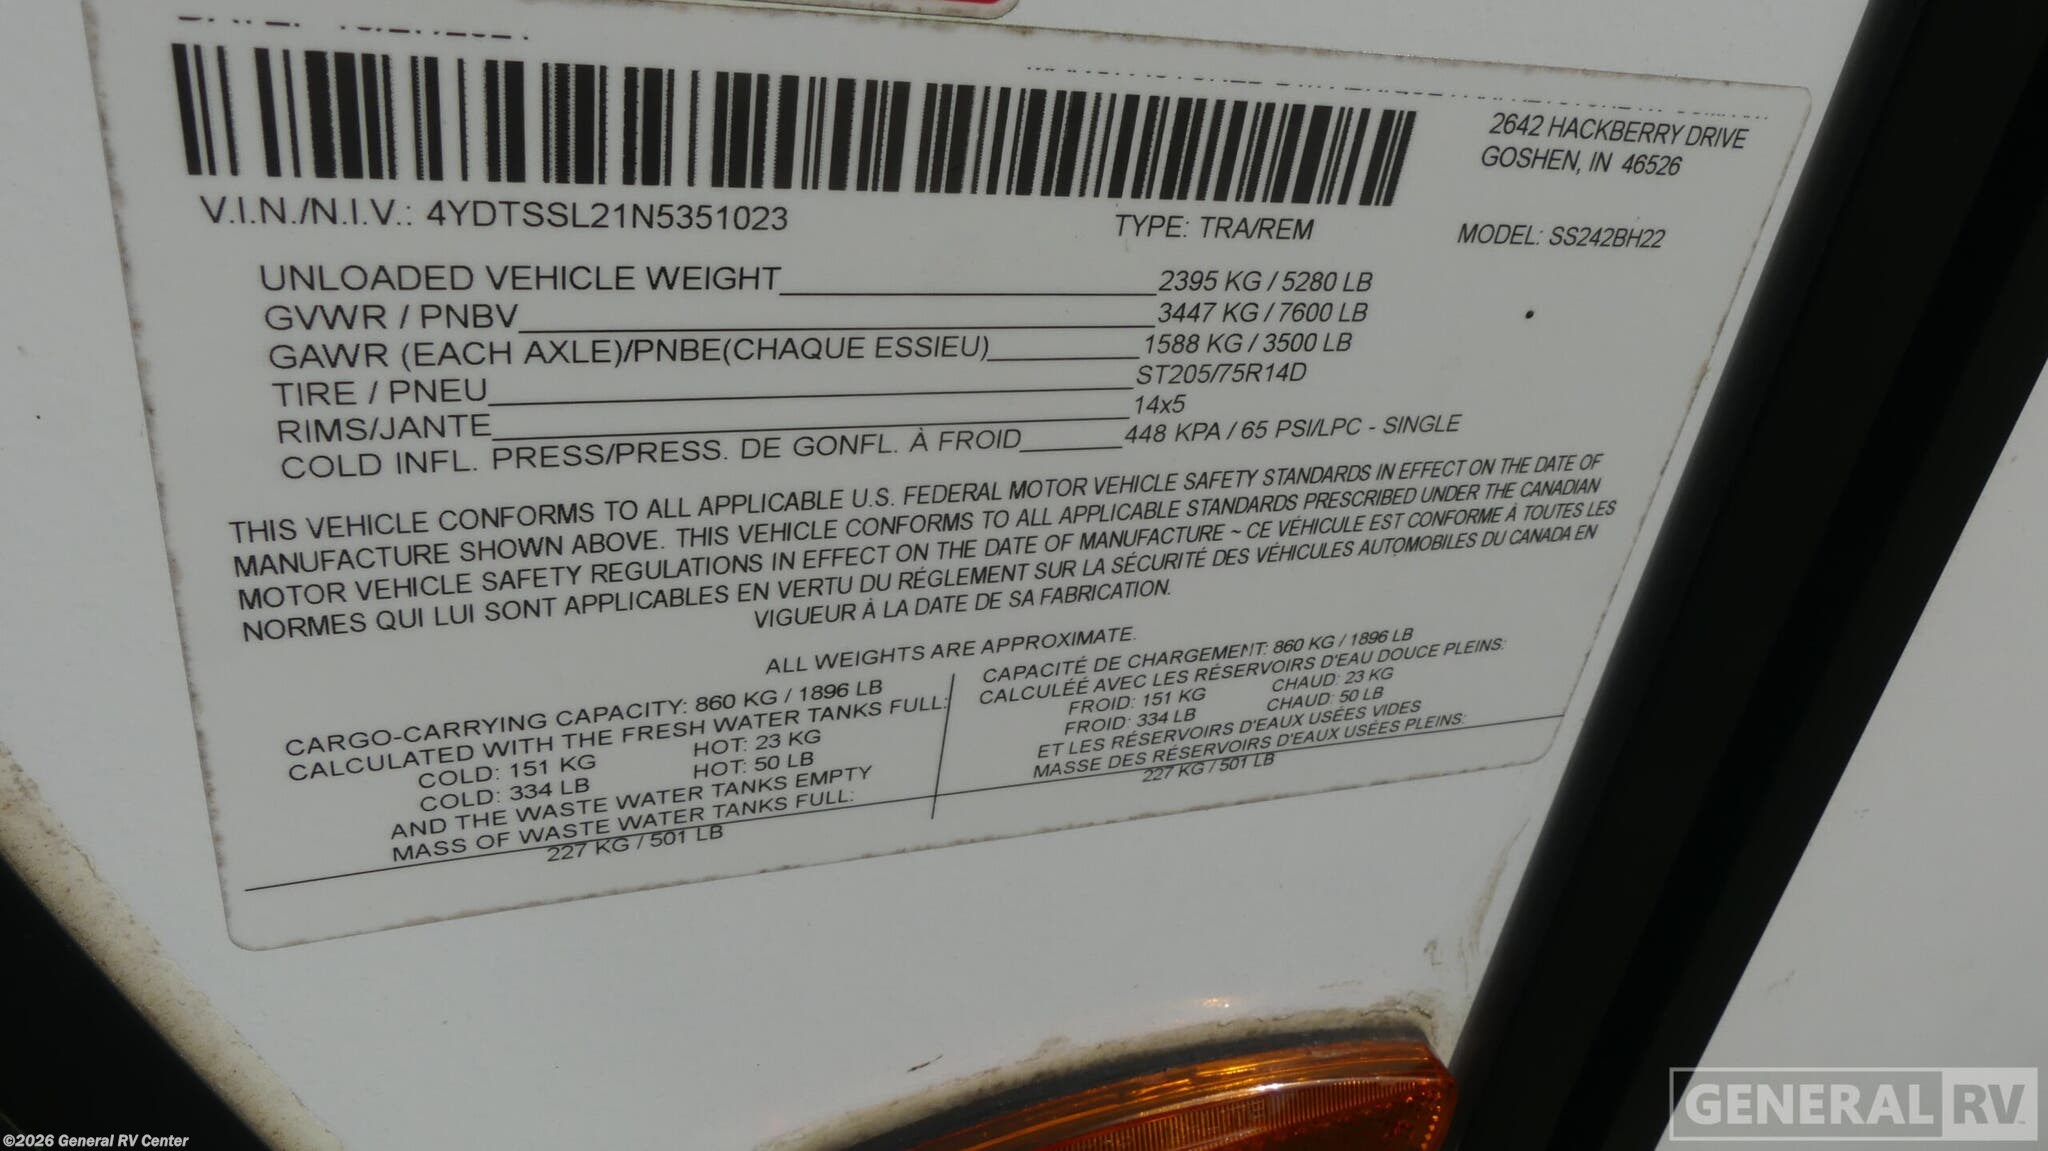 2642 HACKBERRY DRIVE
GOSHEN, IN 46526
V.I.N./N.I.V.: 4YDTSSL21N5351023 TYPE: TRA/REM MODEL: SS242BH22
UNLOADED VEHICLE WEIGHT 2395 KG / 5280 LB
GVWR / PNBV 3447 KG / 7600 LB
GAWR (EACH AXLE)/PNBE(CHAQUE ESSIEU) 1588 KG / 3500 LB
TIRE / PNEU ST205/75R14D
RIMS/JANTE 14x5
COLD INFL. PRESS/PRESS. DE GONFL. À FROID 448 KPA / 65 PSI/LPC - SINGLE
THIS VEHICLE CONFORMS TO ALL APPLICABLE U.S. FEDERAL MOTOR VEHICLE SAFETY STANDARDS IN EFFECT ON THE DATE OF
MANUFACTURE SHOWN ABOVE. THIS VEHICLE CONFORMS TO ALL APPLICABLE STANDARDS PRESCRIBED UNDER THE CANADIAN
MOTOR VEHICLE SAFETY REGULATIONS IN EFFECT ON THE DATE OF MANUFACTURE ~ CE VÉHICULE EST CONFORME À TOUTES LES
NORMES QUI LUI SONT APPLICABLES EN VERTU DU RÉGLEMENT SUR LA SÉCURITÉ DES VÉHICULES AUTOMOBILES DU CANADA EN
VIGUEUR À LA DATE DE SA FABRICATION.
ALL WEIGHTS ARE APPROXIMATE.
CARGO-CARRYING CAPACITY: 860 KG / 1896 LB
CALCULATED WITH THE FRESH WATER TANKS FULL:
COLD: 151 KG HOT: 23 KG
COLD: 334 LB HOT: 50 LB
AND THE WASTE WATER TANKS EMPTY
MASS OF WASTE WATER TANKS FULL:
227 KG / 501 LB
CAPACITÉ DE CHARGEMENT: 860 KG / 1896 LB
CALCULÉÉ AVEC LES RÉSERVOIRS D'EAU DOUCE PLEINS:
FROID: 151 KG CHAUD: 23 KG
FROID: 334 LB CHAUD: 50 LB
ET LES RÉSERVOIRS D'EAUX USÉES VIDES
MASSE DES RÉSERVOIRS D'EAUX USÉES PLEINS:
227 KG / 501 LB
GENERAL RV
©2026 General RV Center